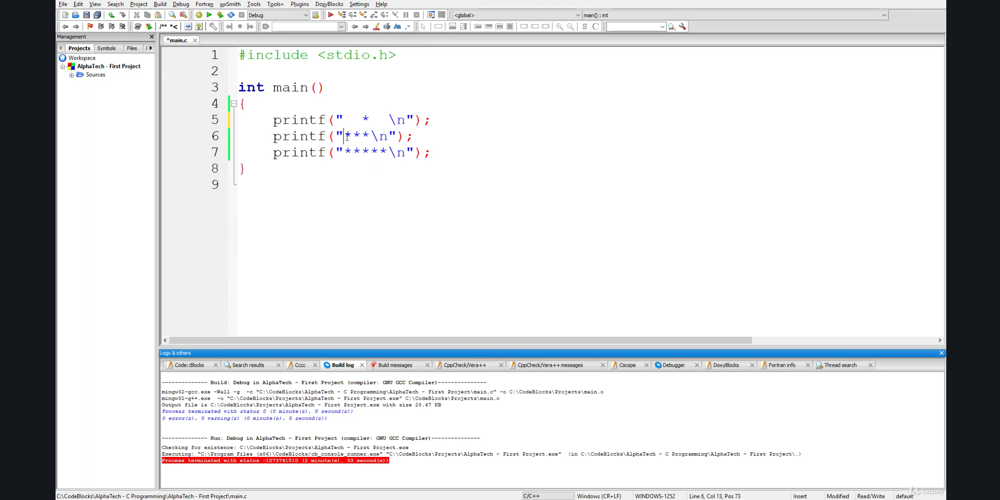 File Edit View Search Project Build Debug Fortran wxSmith Tools Tools+ Plugins DoxyBlocks Settings Help
Debug <global> main() : int
/** *<
Aa .* S C
Management
*main.c
Projects Symbols Files
Workspace
AlphaTech - First Project
Sources
1 #include <stdio.h>
2
3 int main()
4 {
5 printf("  *  \n");
6 printf("***\n");
7 printf("*****\n");
8 }
9
Logs & others
Code::Blocks Search results Cccc Build log Build messages CppCheck/Vera++ CppCheck/Vera++ messages Cscope Debugger DoxyBlocks Fortran info Thread search
-------------- Build: Debug in AlphaTech - First Project (compiler: GNU GCC Compiler)---------------
mingw32-gcc.exe -Wall -g  -c "C:\CodeBlocks\AlphaTech - C Programming\AlphaTech - First Project\main.c" -o C:\CodeBlocks\Projects\main.o
mingw32-g++.exe  -o "C:\CodeBlocks\Projects\AlphaTech - First Project.exe" C:\CodeBlocks\Projects\main.o
Output file is C:\CodeBlocks\Projects\AlphaTech - First Project.exe with size 28.47 KB
Process terminated with status 0 (0 minute(s), 0 second(s))
0 error(s), 0 warning(s) (0 minute(s), 0 second(s))
-------------- Run: Debug in AlphaTech - First Project (compiler: GNU GCC Compiler)---------------
Checking for existence: C:\CodeBlocks\Projects\AlphaTech - First Project.exe
Executing: "C:\Program Files (x86)\CodeBlocks/cb_console_runner.exe" "C:\CodeBlocks\Projects\AlphaTech - First Project.exe"  (in C:\CodeBlocks\AlphaTech - C Programming\AlphaTech - First Project\.)
Process terminated with status -1073741510 (2 minute(s), 33 second(s))
C:\CodeBlocks\AlphaTech - C Programming\AlphaTech - First Project\main.c C/C++ Windows (CR+LF) WINDOWS-1252 Line 6, Col 13, Pos 73 Insert Modified Read/Write default
Udemy